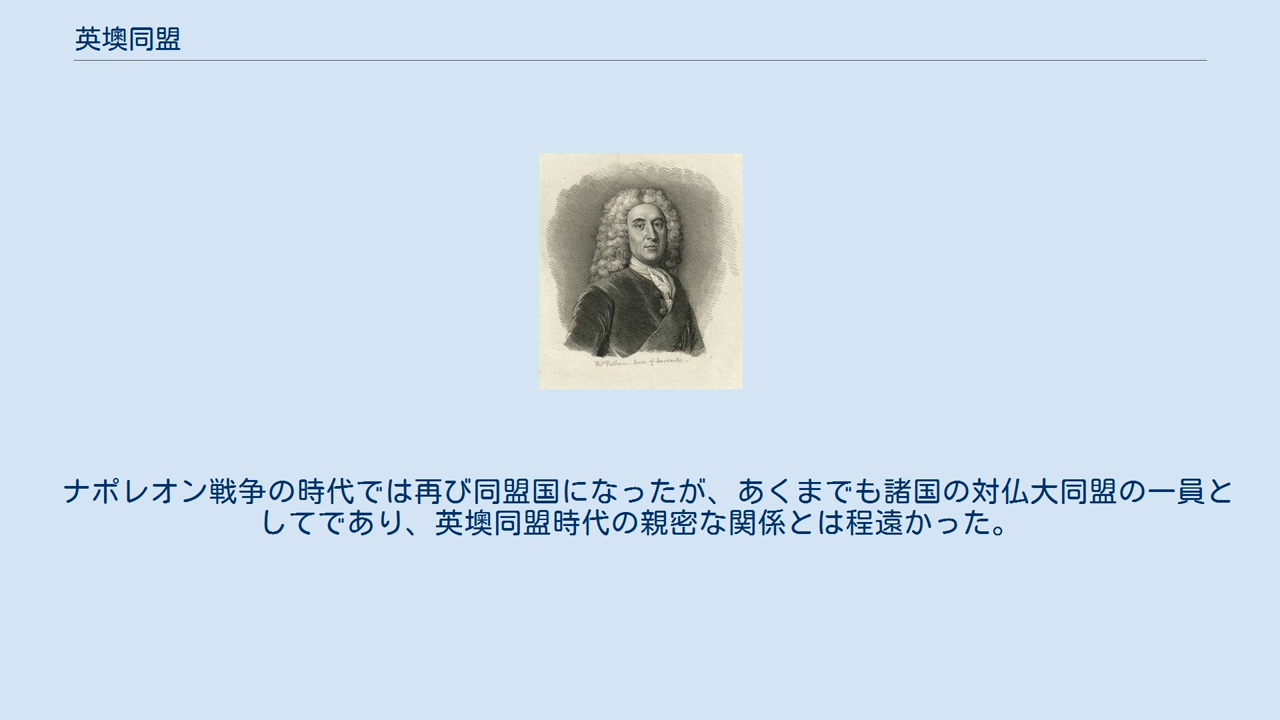 英墺同盟
ナポレオン戦争の時代では再び同盟国になったが、あくまでも諸国の対仏大同盟の一員と
してであり、英墺同盟時代の親密な関係とは程遠かった。